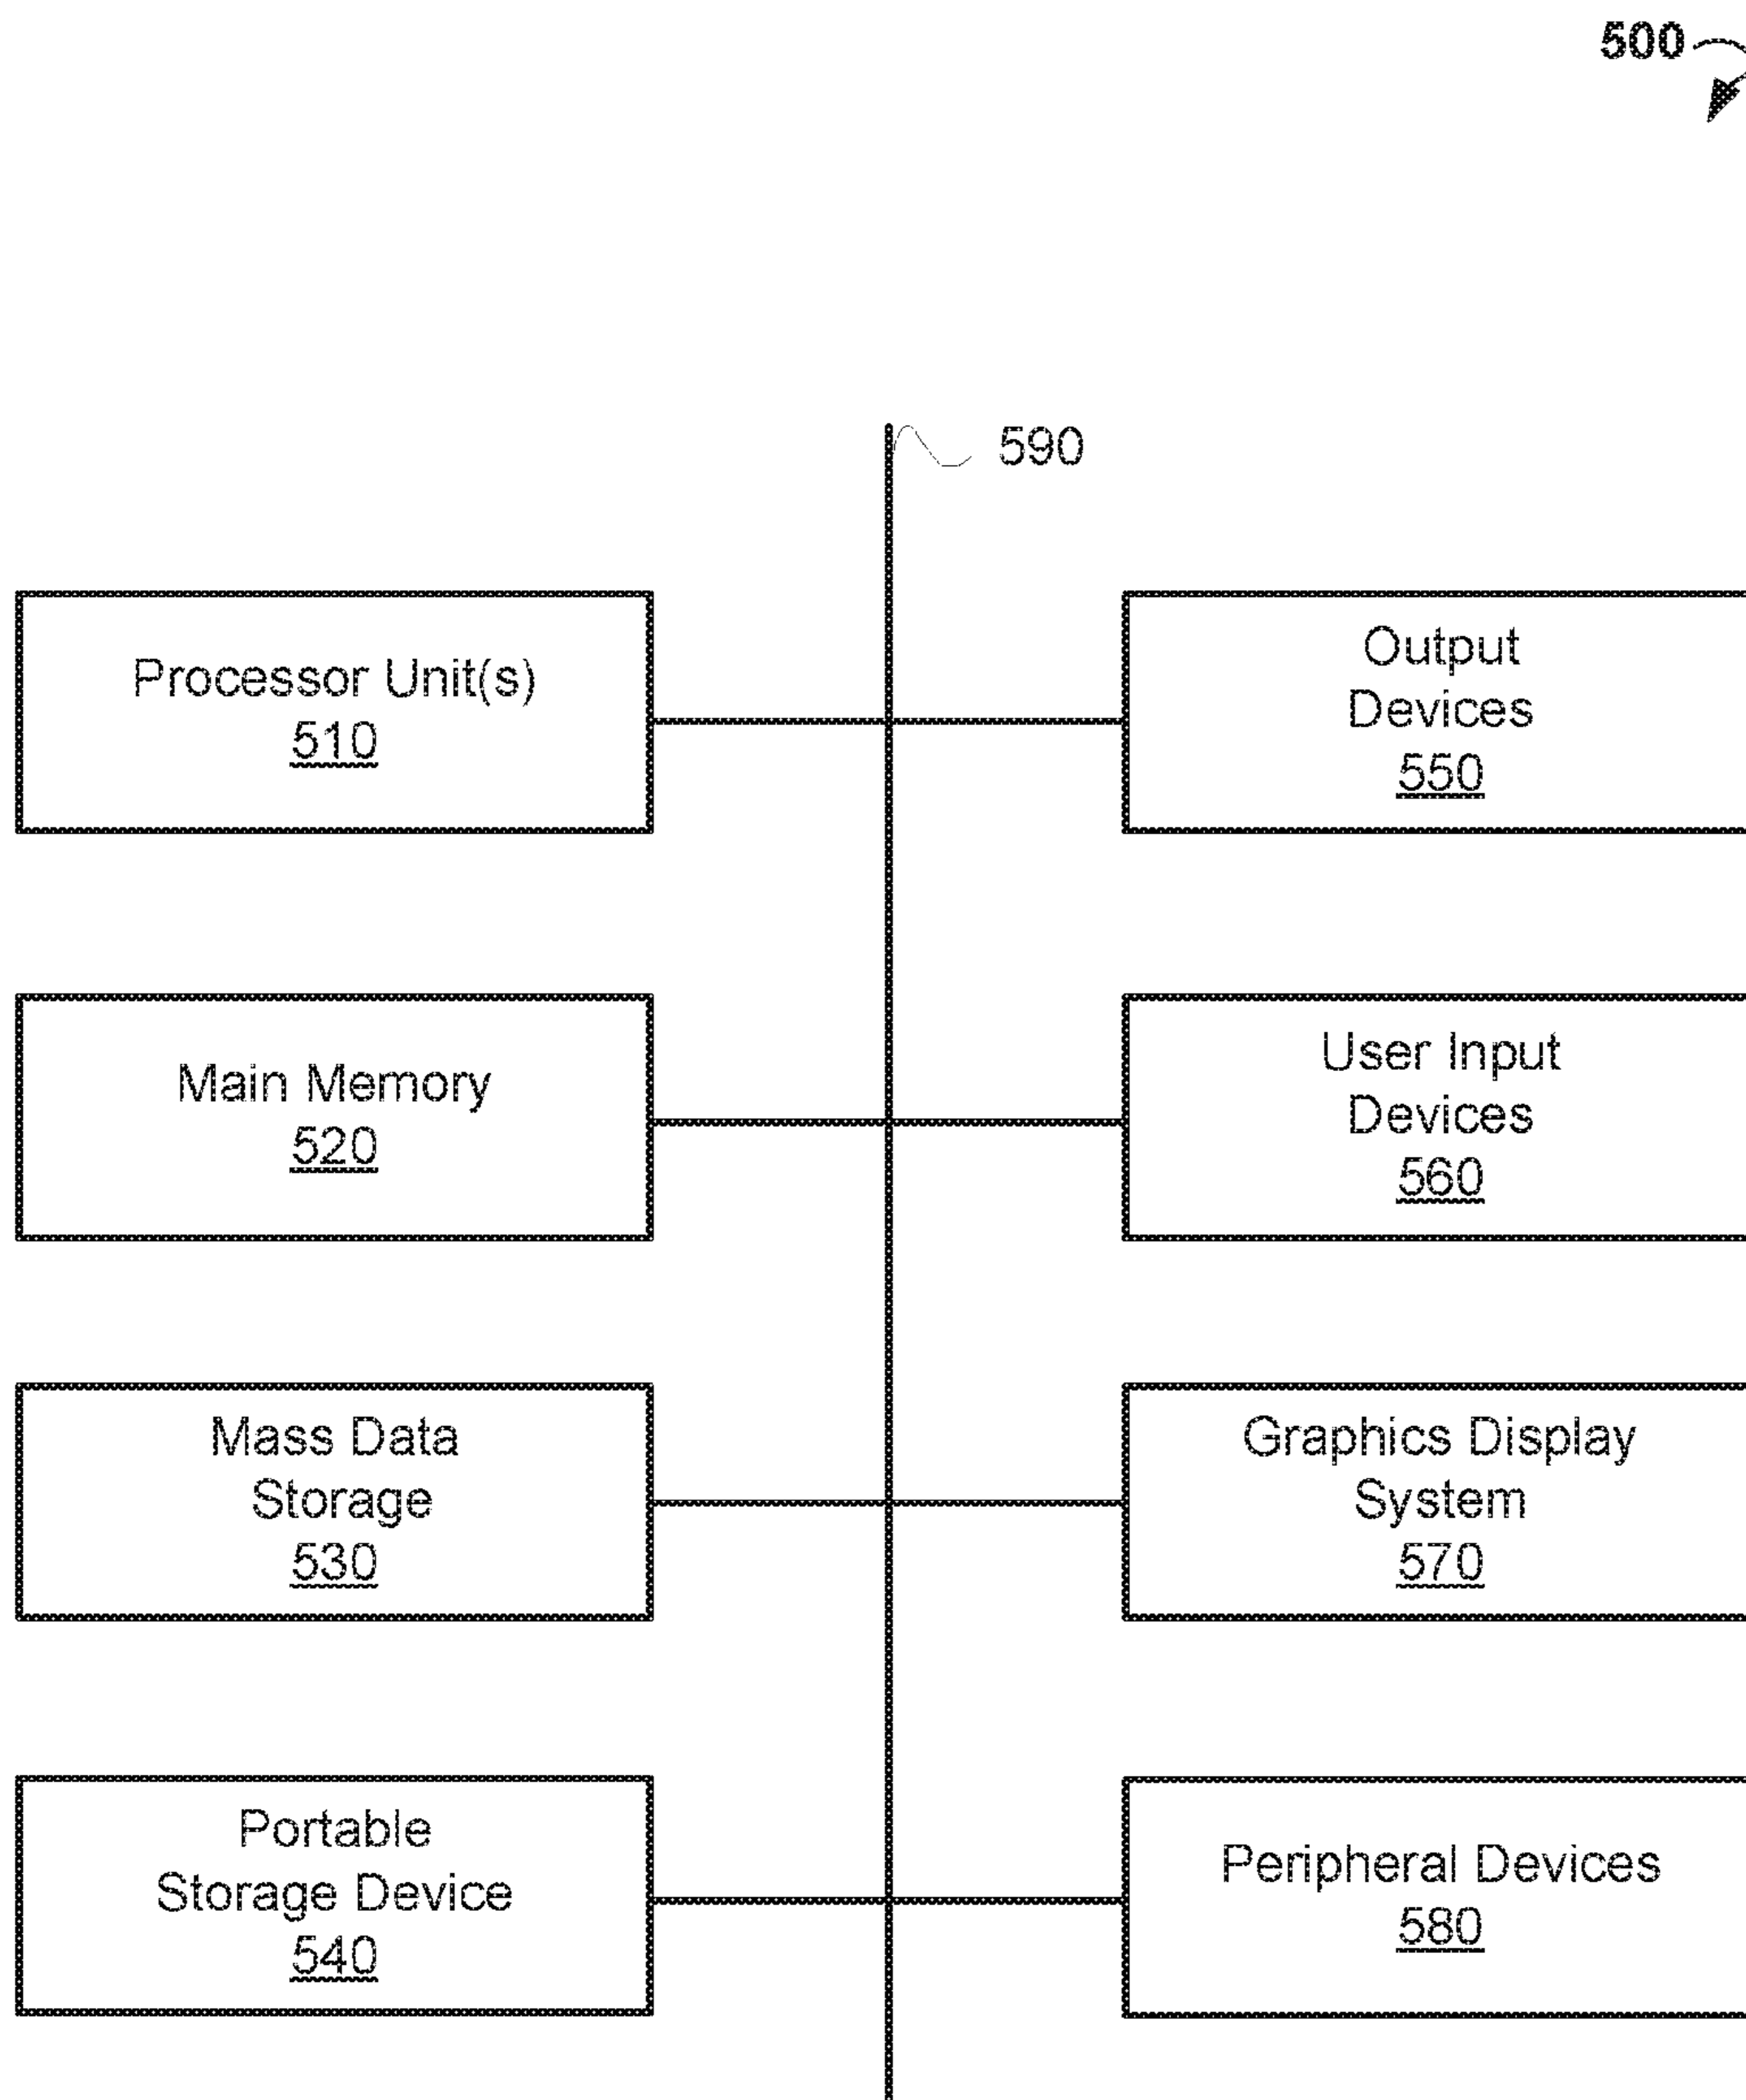 500
590
Processor Unit(s)
510
Output
Devices
550
Main Memory
520
User Input
Devices
560
Mass Data
Storage
530
Graphics Display
System
570
Portable
Storage Device
540
Peripheral Devices
580